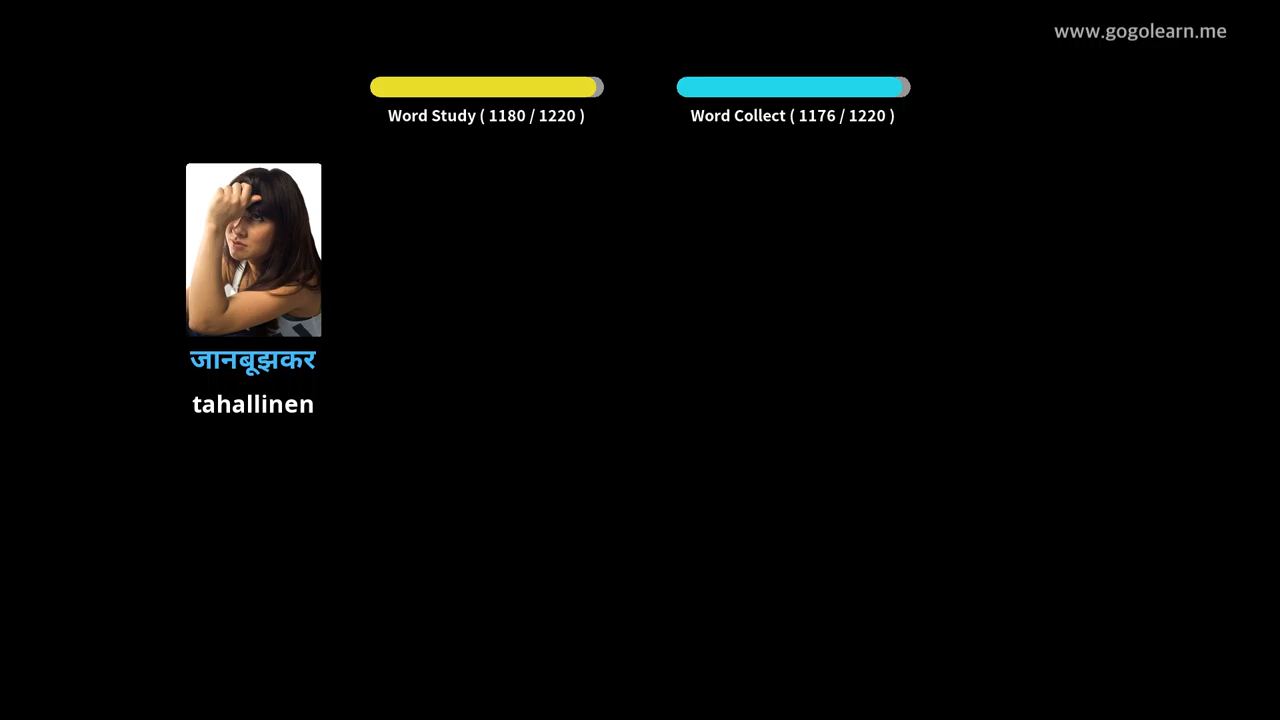 www.gogolearn.me
Word Study ( 1180 / 1220 )
Word Collect ( 1176 / 1220 )
जानबूझकर
tahallinen